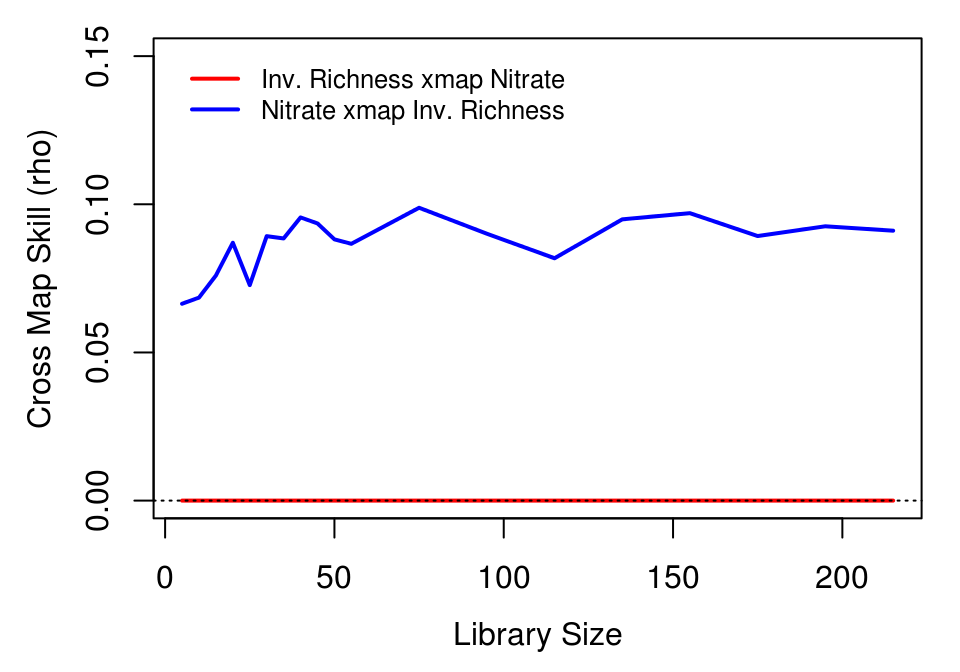 Inv. Richness xmap Nitrate
Nitrate xmap Inv. Richness
Cross Map Skill (rho)
0.15
0.10
0.05
0.00
0 50 100 150 200
Library Size